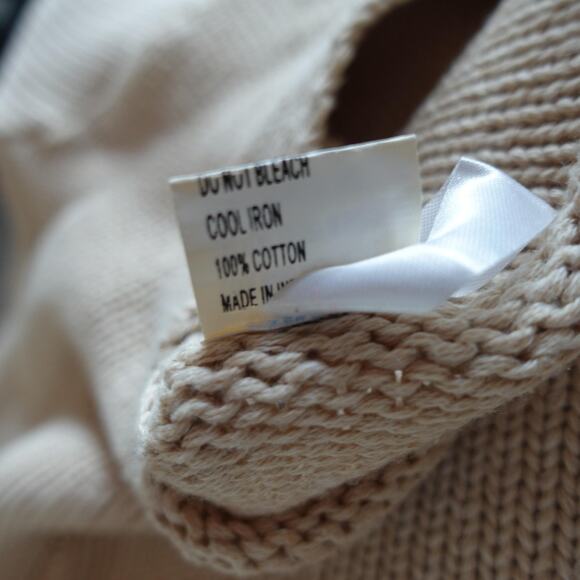 DO NOT BLEACH
COOL IRON
100% COTTON
MADE IN